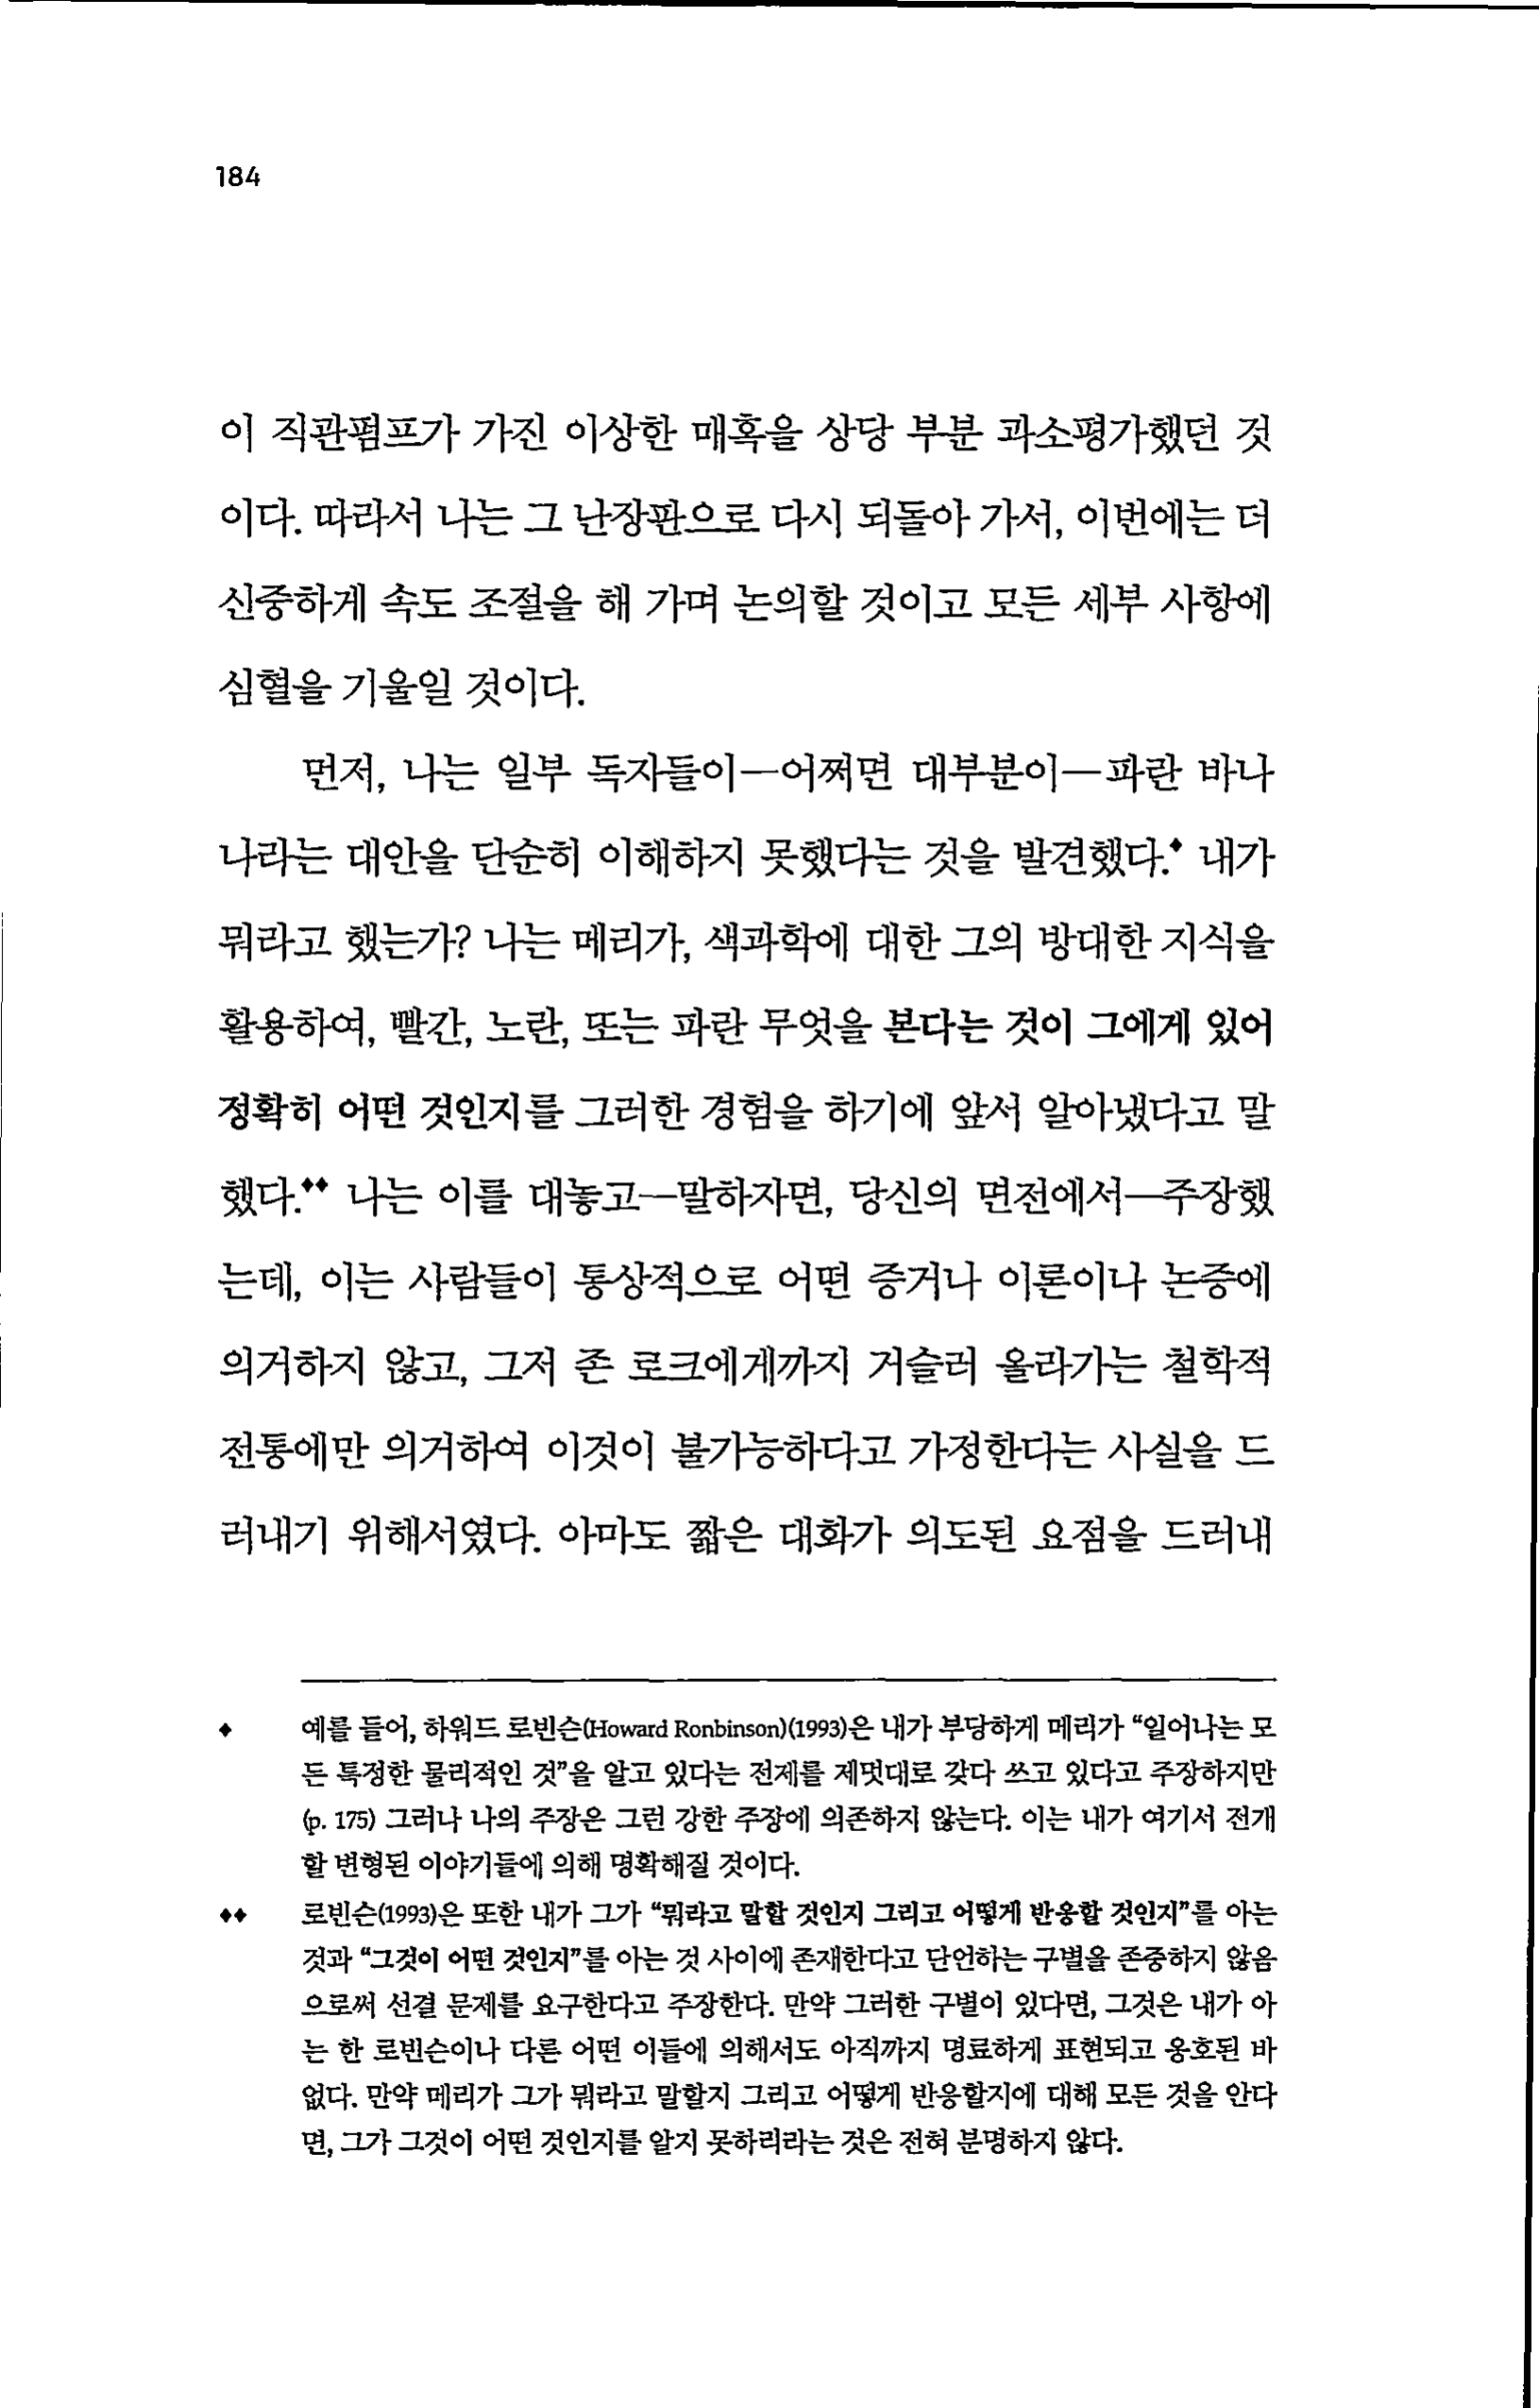 184
이 직관펌프가 가진 이상한 매혹을 상당 부분 과소평가했던 것
이다. 따라서 나는 그 난장판으로 다시 되돌아 가서, 이번에는 더
신중하게 속도 조절을 해 가며 논의할 것이고 모든 세부 사항에
심혈을 기울일 것이다.
먼저, 나는 일부 독자들이—어쩌면 대부분이—파란 바나
나라는 대안을 단순히 이해하지 못했다는 것을 발견했다.◆ 내가
뭐라고 했는가? 나는 메리가, 색과학에 대한 그의 방대한 지식을
활용하여, 빨간, 노란, 또는 파란 무엇을 본다는 것이 그에게 있어
정확히 어떤 것인지를 그러한 경험을 하기에 앞서 알아냈다고 말
했다.◆◆ 나는 이를 대놓고—말하자면, 당신의 면전에서—주장했
는데, 이는 사람들이 통상적으로 어떤 증거나 이론이나 논증에
의거하지 않고, 그저 존 로크에게까지 거슬러 올라가는 철학적
전통에만 의거하여 이것이 불가능하다고 가정한다는 사실을 드
러내기 위해서였다. 아마도 짧은 대화가 의도된 요점을 드러내
◆ 예를 들어, 하워드 로빈슨(Howard Ronbinson)(1993)은 내가 부당하게 메리가 “일어나는 모
든 특정한 물리적인 것”을 알고 있다는 전제를 제멋대로 갖다 쓰고 있다고 주장하지만
(p. 175) 그러나 나의 주장은 그런 강한 주장에 의존하지 않는다. 이는 내가 여기서 전개
할 변형된 이야기들에 의해 명확해질 것이다.
◆◆ 로빈슨(1993)은 또한 내가 그가 “뭐라고 말할 것인지 그리고 어떻게 반응할 것인지”를 아는
것과 “그것이 어떤 것인지”를 아는 것 사이에 존재한다고 단언하는 구별을 존중하지 않음
으로써 선결 문제를 요구한다고 주장한다. 만약 그러한 구별이 있다면, 그것은 내가 아
는 한 로빈슨이나 다른 어떤 이들에 의해서도 아직까지 명료하게 표현되고 옹호된 바
없다. 만약 메리가 그가 뭐라고 말할지 그리고 어떻게 반응할지에 대해 모든 것을 안다
면, 그가 그것이 어떤 것인지를 알지 못하리라는 것은 전혀 분명하지 않다.